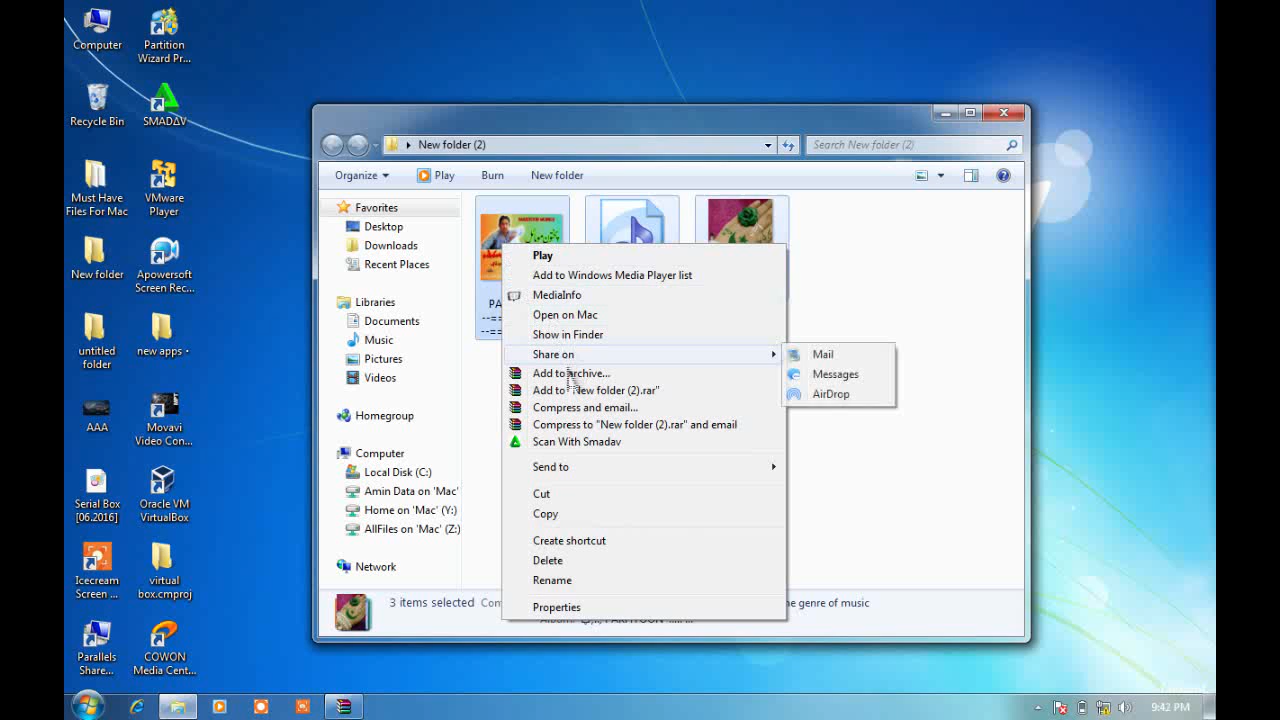 Computer
Partition
Wizard Pr...
Recycle Bin
SMADΔV
Must Have
Files For Mac
VMware
Player
New folder
Apowersoft
Screen Rec...
untitled
folder
new apps
AAA
Movavi
Video Con...
Serial Box
[06.2016]
Oracle VM
VirtualBox
Icecream
Screen ...
virtual
box.cmproj
Parallels
Share...
COWON
Media Cent...
New folder (2)
Search New folder (2)
Organize
Play
Burn
New folder
Favorites
Desktop
Downloads
Recent Places
Libraries
Documents
Music
Pictures
Videos
Homegroup
Computer
Local Disk (C:)
Amin Data on 'Mac'
Home on 'Mac' (Y:)
AllFiles on 'Mac' (Z:)
Network
PA
--==
--==
Play
Add to Windows Media Player list
MediaInfo
Open on Mac
Show in Finder
Share on
Add to archive...
Add to "New folder (2).rar"
Compress and email...
Compress to "New folder (2).rar" and email
Scan With Smadav
Send to
Cut
Copy
Create shortcut
Delete
Rename
Properties
Mail
Messages
AirDrop
3 items selected
he genre of music
9:42 PM